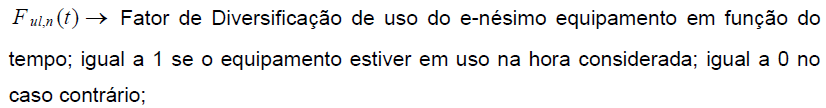 F ul,n (t) → Fator de Diversificação de uso do e-nésimo equipamento em função do
tempo; igual a 1 se o equipamento estiver em uso na hora considerada; igual a 0 no
caso contrário;